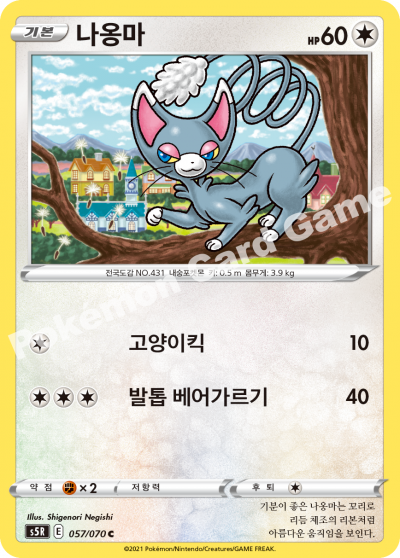 기본 나옹마 HP 60
전국도감 NO.431 내숭포켓몬 키: 0.5 m 몸무게: 3.9 kg
고양이킥 10
발톱 베어가르기 40
약점 ×2 저항력 후퇴
Illus. Shigenori Negishi
s5R E 057/070 C
기분이 좋은 나옹마는 꼬리로
리듬 체조의 리본처럼
아름다운 움직임을 보인다.
©2021 Pokémon/Nintendo/Creatures/GAME FREAK.
Pokémon Card Game